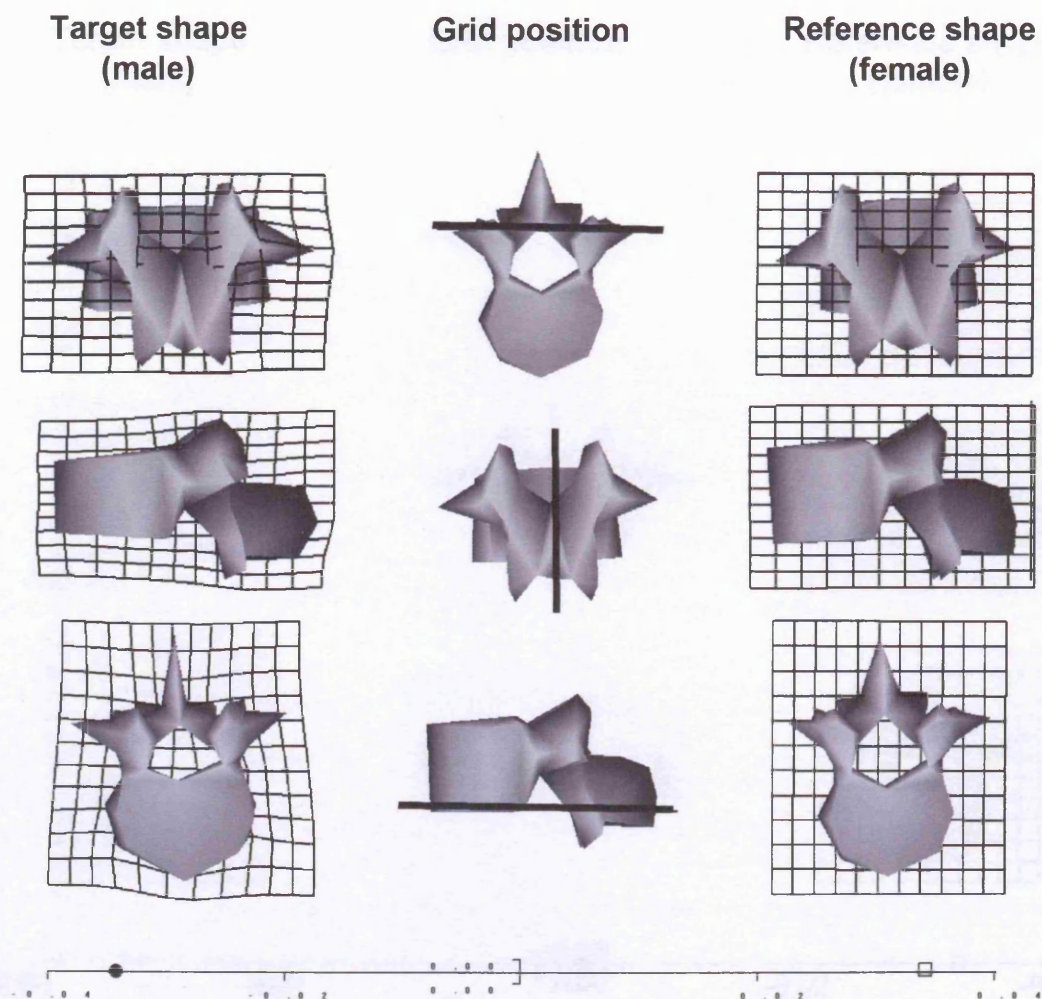 Target shape
(male)
Grid position
Reference shape
(female)